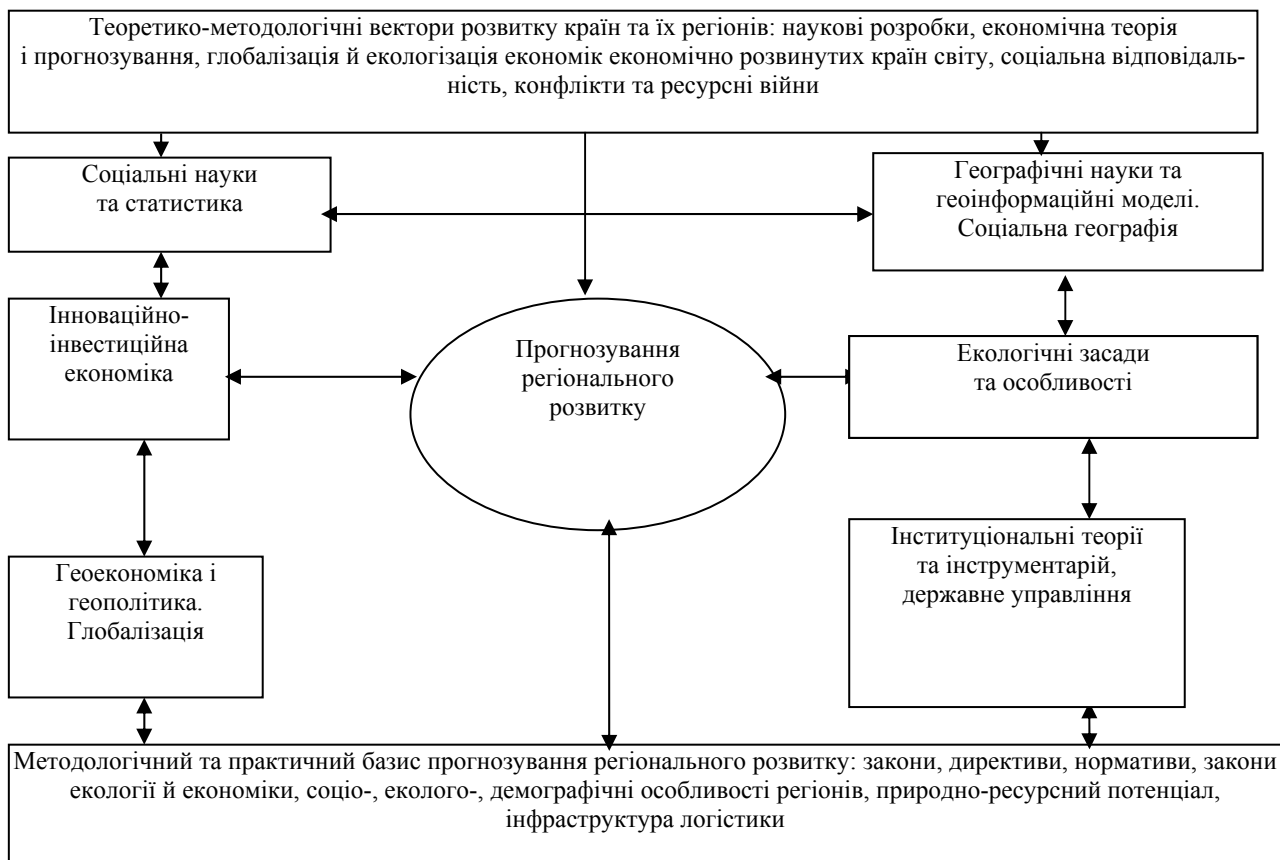 Теоретико-методологічні вектори розвитку країн та їх регіонів: наукові розробки, економічна теорія
і прогнозування, глобалізація й екологізація економік економічно розвинутих країн світу, соціальна відповідаль-
ність, конфлікти та ресурсні війни
Соціальні науки
та статистика
Географічні науки та
геоінформаційні моделі.
Соціальна географія
Інноваційно-
інвестиційна
економіка
Прогнозування
регіонального
розвитку
Екологічні засади
та особливості
Геоекономіка і
геополітика.
Глобалізація
Інституціональні теорії
та інструментарій,
державне управління
Методологічний та практичний базис прогнозування регіонального розвитку: закони, директиви, нормативи, закони
екології й економіки, соціо-, еколого-, демографічні особливості регіонів, природно-ресурсний потенціал,
інфраструктура логістики